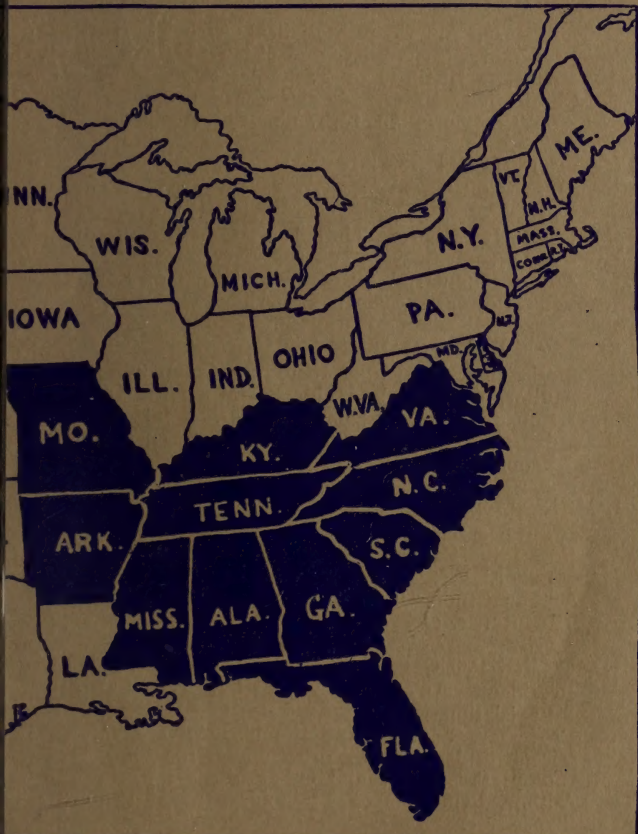 ME.
VT.
N.H.
NN.
MASS.
WIS.
N.Y.
CONN.
R.I.
MICH.
IOWA
PA.
N.J.
OHIO
MD.
ILL.
IND.
W.VA.
VA.
MO.
KY.
N.C.
TENN.
ARK.
S.C.
MISS.
ALA.
GA.
LA.
FLA.